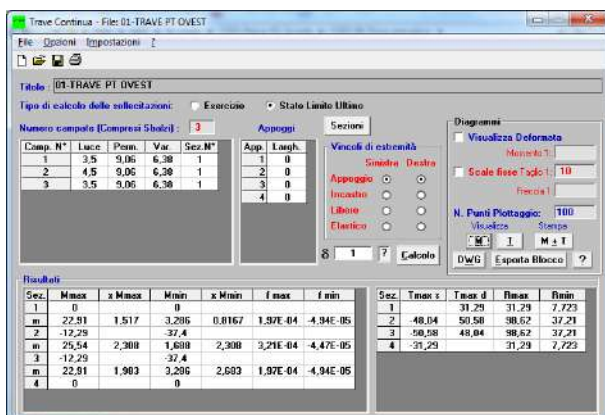 Trave Continua - File: 01-TRAVE PT OVEST
File Opzioni Impostazioni ?
Titolo : 01-TRAVE PT OVEST
Tipo di calcolo delle sollecitazioni: Esercizio Stato Limite Ultimo
Numero campate (Compresi Sbalzi) : 3
Camp. N° Luce Perm. Var. Sez.N°
1 3,5 9,06 6,38 1
2 4,5 9,06 6,38 1
3 3,5 9,06 6,38 1
Appoggi
App. Largh.
1 0
2 0
3 0
4 0
Sezioni
Vincoli di estremità
Sinistra Destra
Appoggio
Incastro
Libero
Elastico
δ 1 ? Calcolo
Diagrammi
Visualizza Deformata
Momento 1:
Scale fisse Taglio 1: 10
Freccia 1
N. Punti Plottaggio: 100
Visualizza Stampa
M T M + T
DWG Esporta Blocco ?
Risultati
Sez. Mmax x Mmax Mmin x Mmin f max f min
1 0 0
m 22,91 1,517 3,286 0,8167 1,97E-04 -4,94E-05
2 -12,29 -37,4
m 25,54 2,308 1,688 2,308 3,21E-04 -4,47E-05
3 -12,29 -37,4
m 22,91 1,983 3,286 2,683 1,97E-04 -4,94E-05
4 0 0
Sez. Tmax s Tmax d Rmax Rmin
1 31,29 31,29 7,723
2 -48,04 50,58 98,62 37,21
3 -50,58 48,04 98,62 37,21
4 -31,29 31,29 7,723